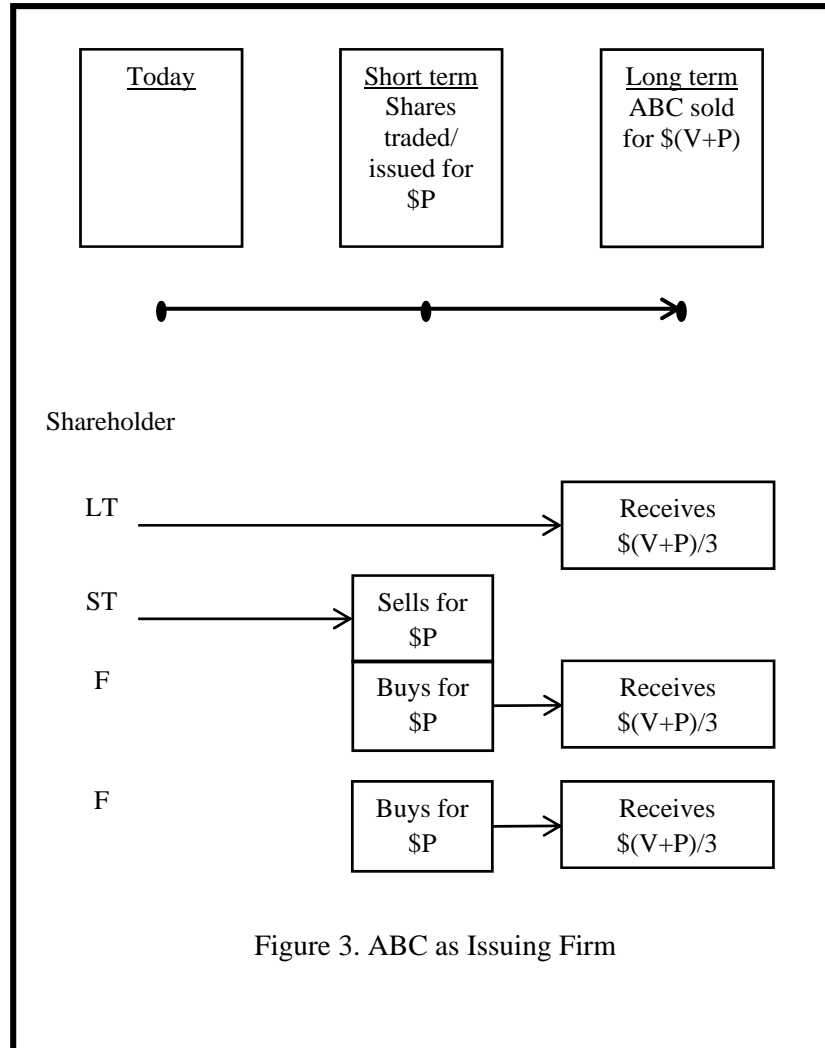 Today
Short term
Shares
traded/
issued for
$P
Long term
ABC sold
for $(V+P)
Shareholder
LT
Receives
$(V+P)/3
ST
Sells for
$P
F
Buys for
$P
Receives
$(V+P)/3
F
Buys for
$P
Receives
$(V+P)/3
Figure 3. ABC as Issuing Firm